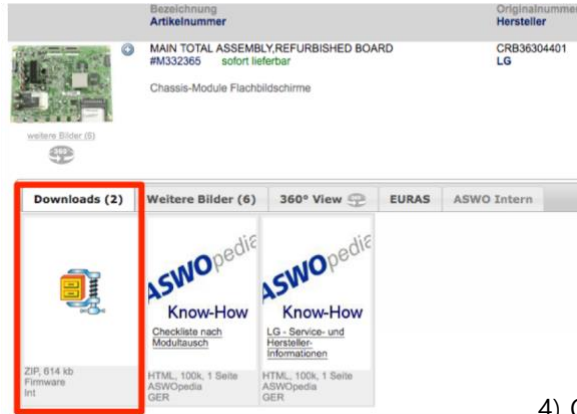 Bezeichnung
Artikelnummer
Originalnummer
Hersteller
MAIN TOTAL ASSEMBLY,REFURBISHED BOARD
#M332365 sofort lieferbar
CRB36304401
LG
Chassis-Module Flachbildschirme
weitere Bilder (6)
360°
Downloads (2) Weitere Bilder (6) 360° View EURAS ASWO Intern
ASWOpedia
Know-How
Checkliste nach
Modultausch
HTML, 100k, 1 Seite
ASWOpedia
GER
ASWOpedia
Know-How
LG - Service- und
Hersteller-
Informationen
HTML, 100k, 1 Seite
ASWOpedia
GER
ZIP, 614 kb
Firmware
Int
4)